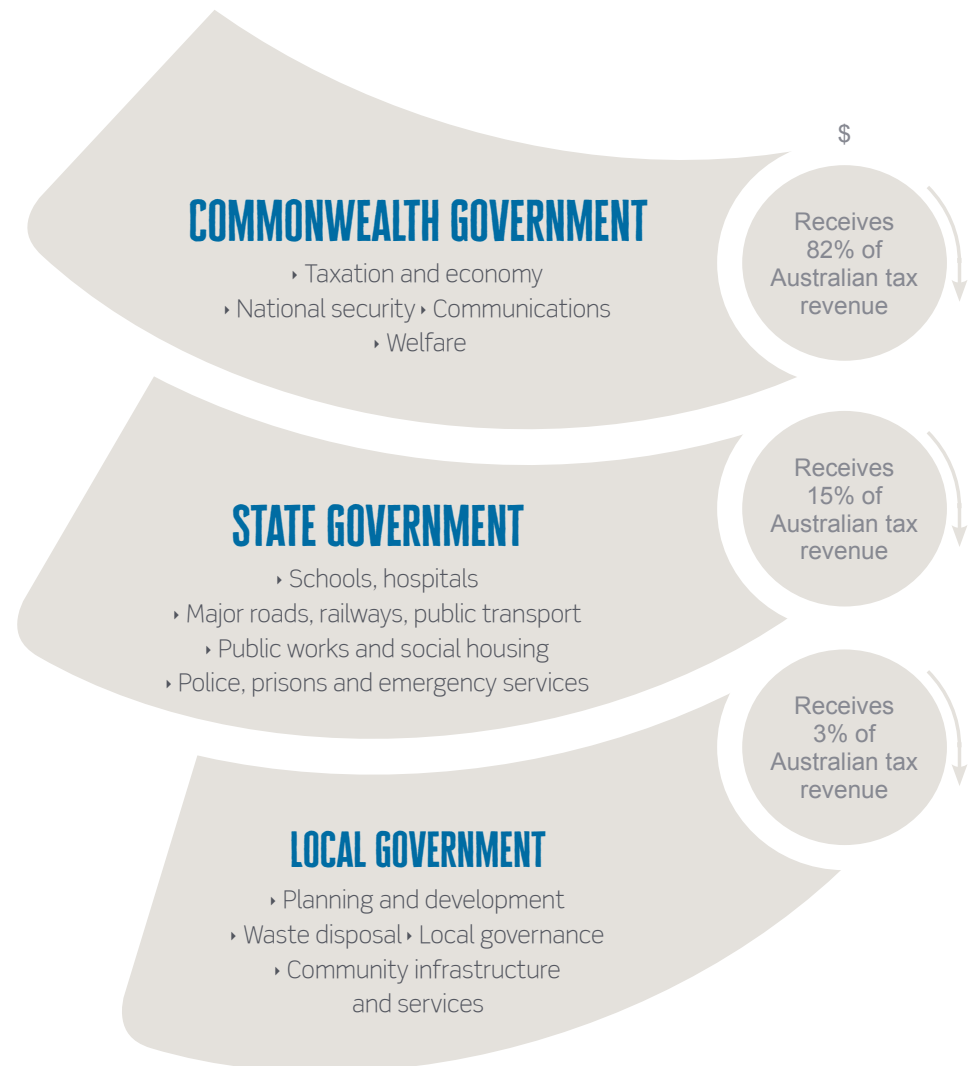 $
COMMONWEALTH GOVERNMENT
‣ Taxation and economy
‣ National security ‣ Communications
‣ Welfare
Receives
82% of
Australian tax
revenue
STATE GOVERNMENT
‣ Schools, hospitals
‣ Major roads, railways, public transport
‣ Public works and social housing
‣ Police, prisons and emergency services
Receives
15% of
Australian tax
revenue
LOCAL GOVERNMENT
‣ Planning and development
‣ Waste disposal ‣ Local governance
‣ Community infrastructure
and services
Receives
3% of
Australian tax
revenue